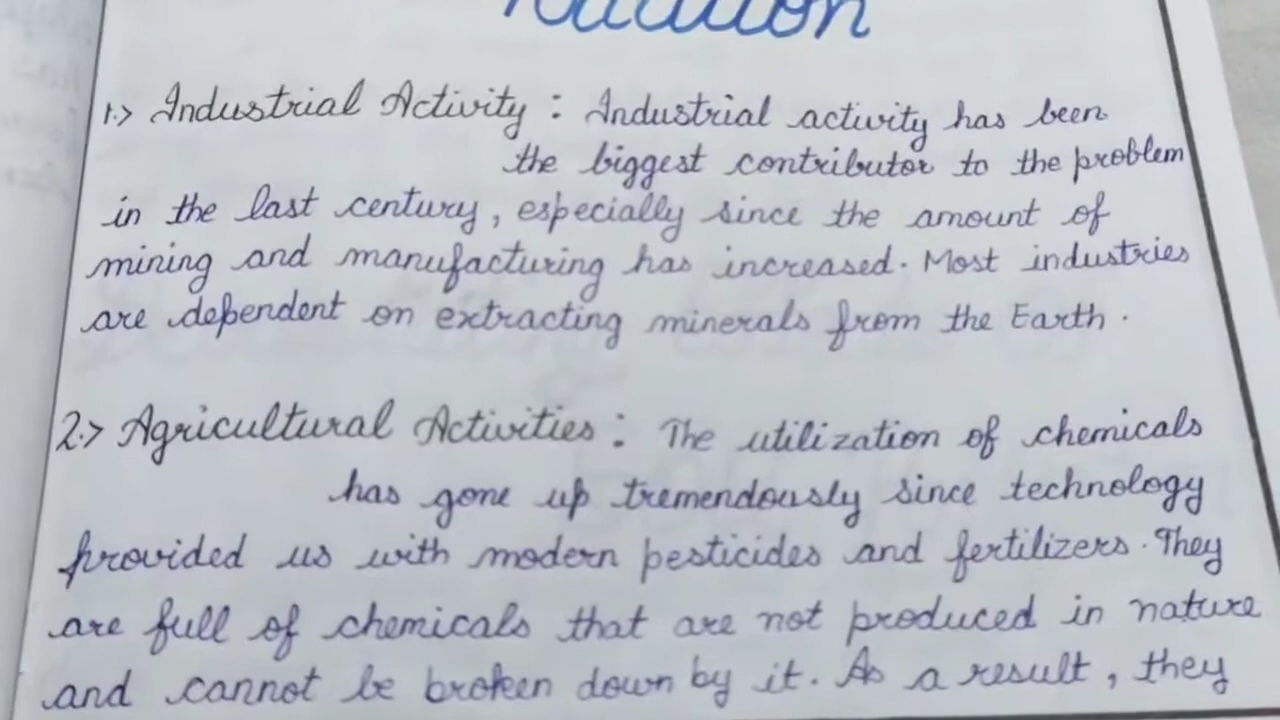 1.> Industrial Activity : Industrial activity has been
the biggest contributor to the problem
in the last century, especially since the amount of
mining and manufacturing has increased. Most industries
are dependent on extracting minerals from the Earth.
2.> Agricultural Activities : The utilization of chemicals
has gone up tremendously since technology
provided us with modern pesticides and fertilizers. They
are full of chemicals that are not produced in nature
and cannot be broken down by it. As a result, they